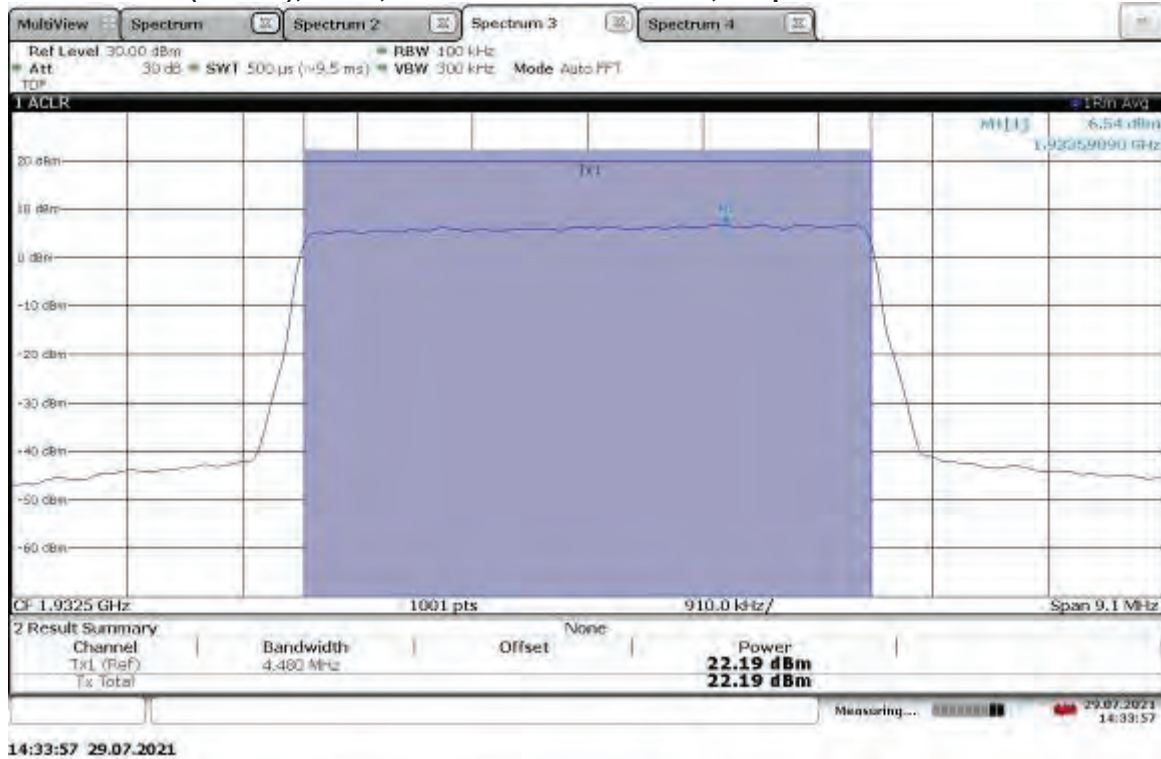 MultiView Spectrum Spectrum 2 Spectrum 3 Spectrum 4
Ref Level 30.00 dBm RBW 100 kHz
Att 30 dB SWT 500 µs (~9.5 ms) VBW 300 kHz Mode Auto FFT
TDF
1 ACLR 1Rm Avg
M1[1] 6.54 dBm
1.93359090 GHz
20 dBm
Tx1
10 dBm
M1
0 dBm
-10 dBm
-20 dBm
-30 dBm
-40 dBm
-50 dBm
-60 dBm
CF 1.9325 GHz 1001 pts 910.0 kHz/ Span 9.1 MHz
2 Result Summary None
Channel Bandwidth Offset Power
Tx1 (Ref) 4.480 MHz 22.19 dBm
Tx Total 22.19 dBm
Measuring... 29.07.2021
14:33:57
14:33:57 29.07.2021